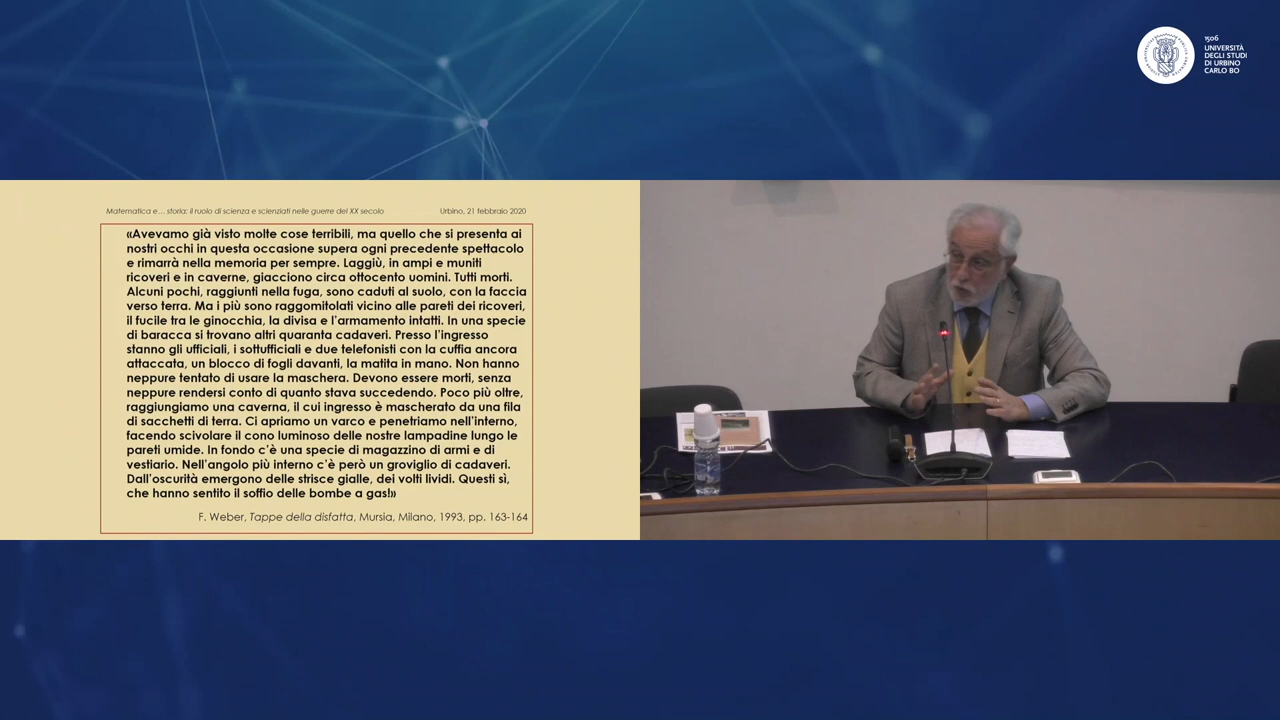 1506
UNIVERSITÀ
DEGLI STUDI
DI URBINO
CARLO BO
Matematica e... storia: il ruolo di scienza e scienziati nelle guerre del XX secolo
Urbino, 21 febbraio 2020
«Avevamo già visto molte cose terribili, ma quello che si presenta ai
nostri occhi in questa occasione supera ogni precedente spettacolo
e rimarrà nella memoria per sempre. Laggiù, in ampi e muniti
ricoveri e in caverne, giacciono circa ottocento uomini. Tutti morti.
Alcuni pochi, raggiunti nella fuga, sono caduti al suolo, con la faccia
verso terra. Ma i più sono raggomitolati vicino alle pareti dei ricoveri,
il fucile tra le ginocchia, la divisa e l'armamento intatti. In una specie
di baracca si trovano altri quaranta cadaveri. Presso l'ingresso
stanno gli ufficiali, i sottufficiali e due telefonisti con la cuffia ancora
attaccata, un blocco di fogli davanti, la matita in mano. Non hanno
neppure tentato di usare la maschera. Devono essere morti, senza
neppure rendersi conto di quanto stava succedendo. Poco più oltre,
raggiungiamo una caverna, il cui ingresso è mascherato da una fila
di sacchetti di terra. Ci apriamo un varco e penetriamo nell'interno,
facendo scivolare il cono luminoso delle nostre lampadine lungo le
pareti umide. In fondo c'è una specie di magazzino di armi e di
vestiario. Nell'angolo più interno c'è però un groviglio di cadaveri.
Dall'oscurità emergono delle strisce gialle, dei volti lividi. Questi sì,
che hanno sentito il soffio delle bombe a gas!»
F. Weber, Tappe della disfatta, Mursia, Milano, 1993, pp. 163-164